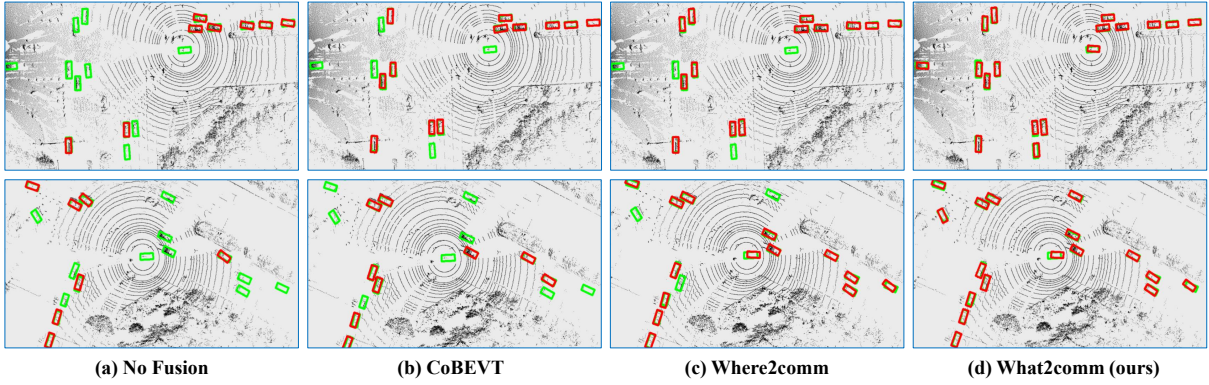 (a) No Fusion
(b) CoBEVT
(c) Where2comm
(d) What2comm (ours)